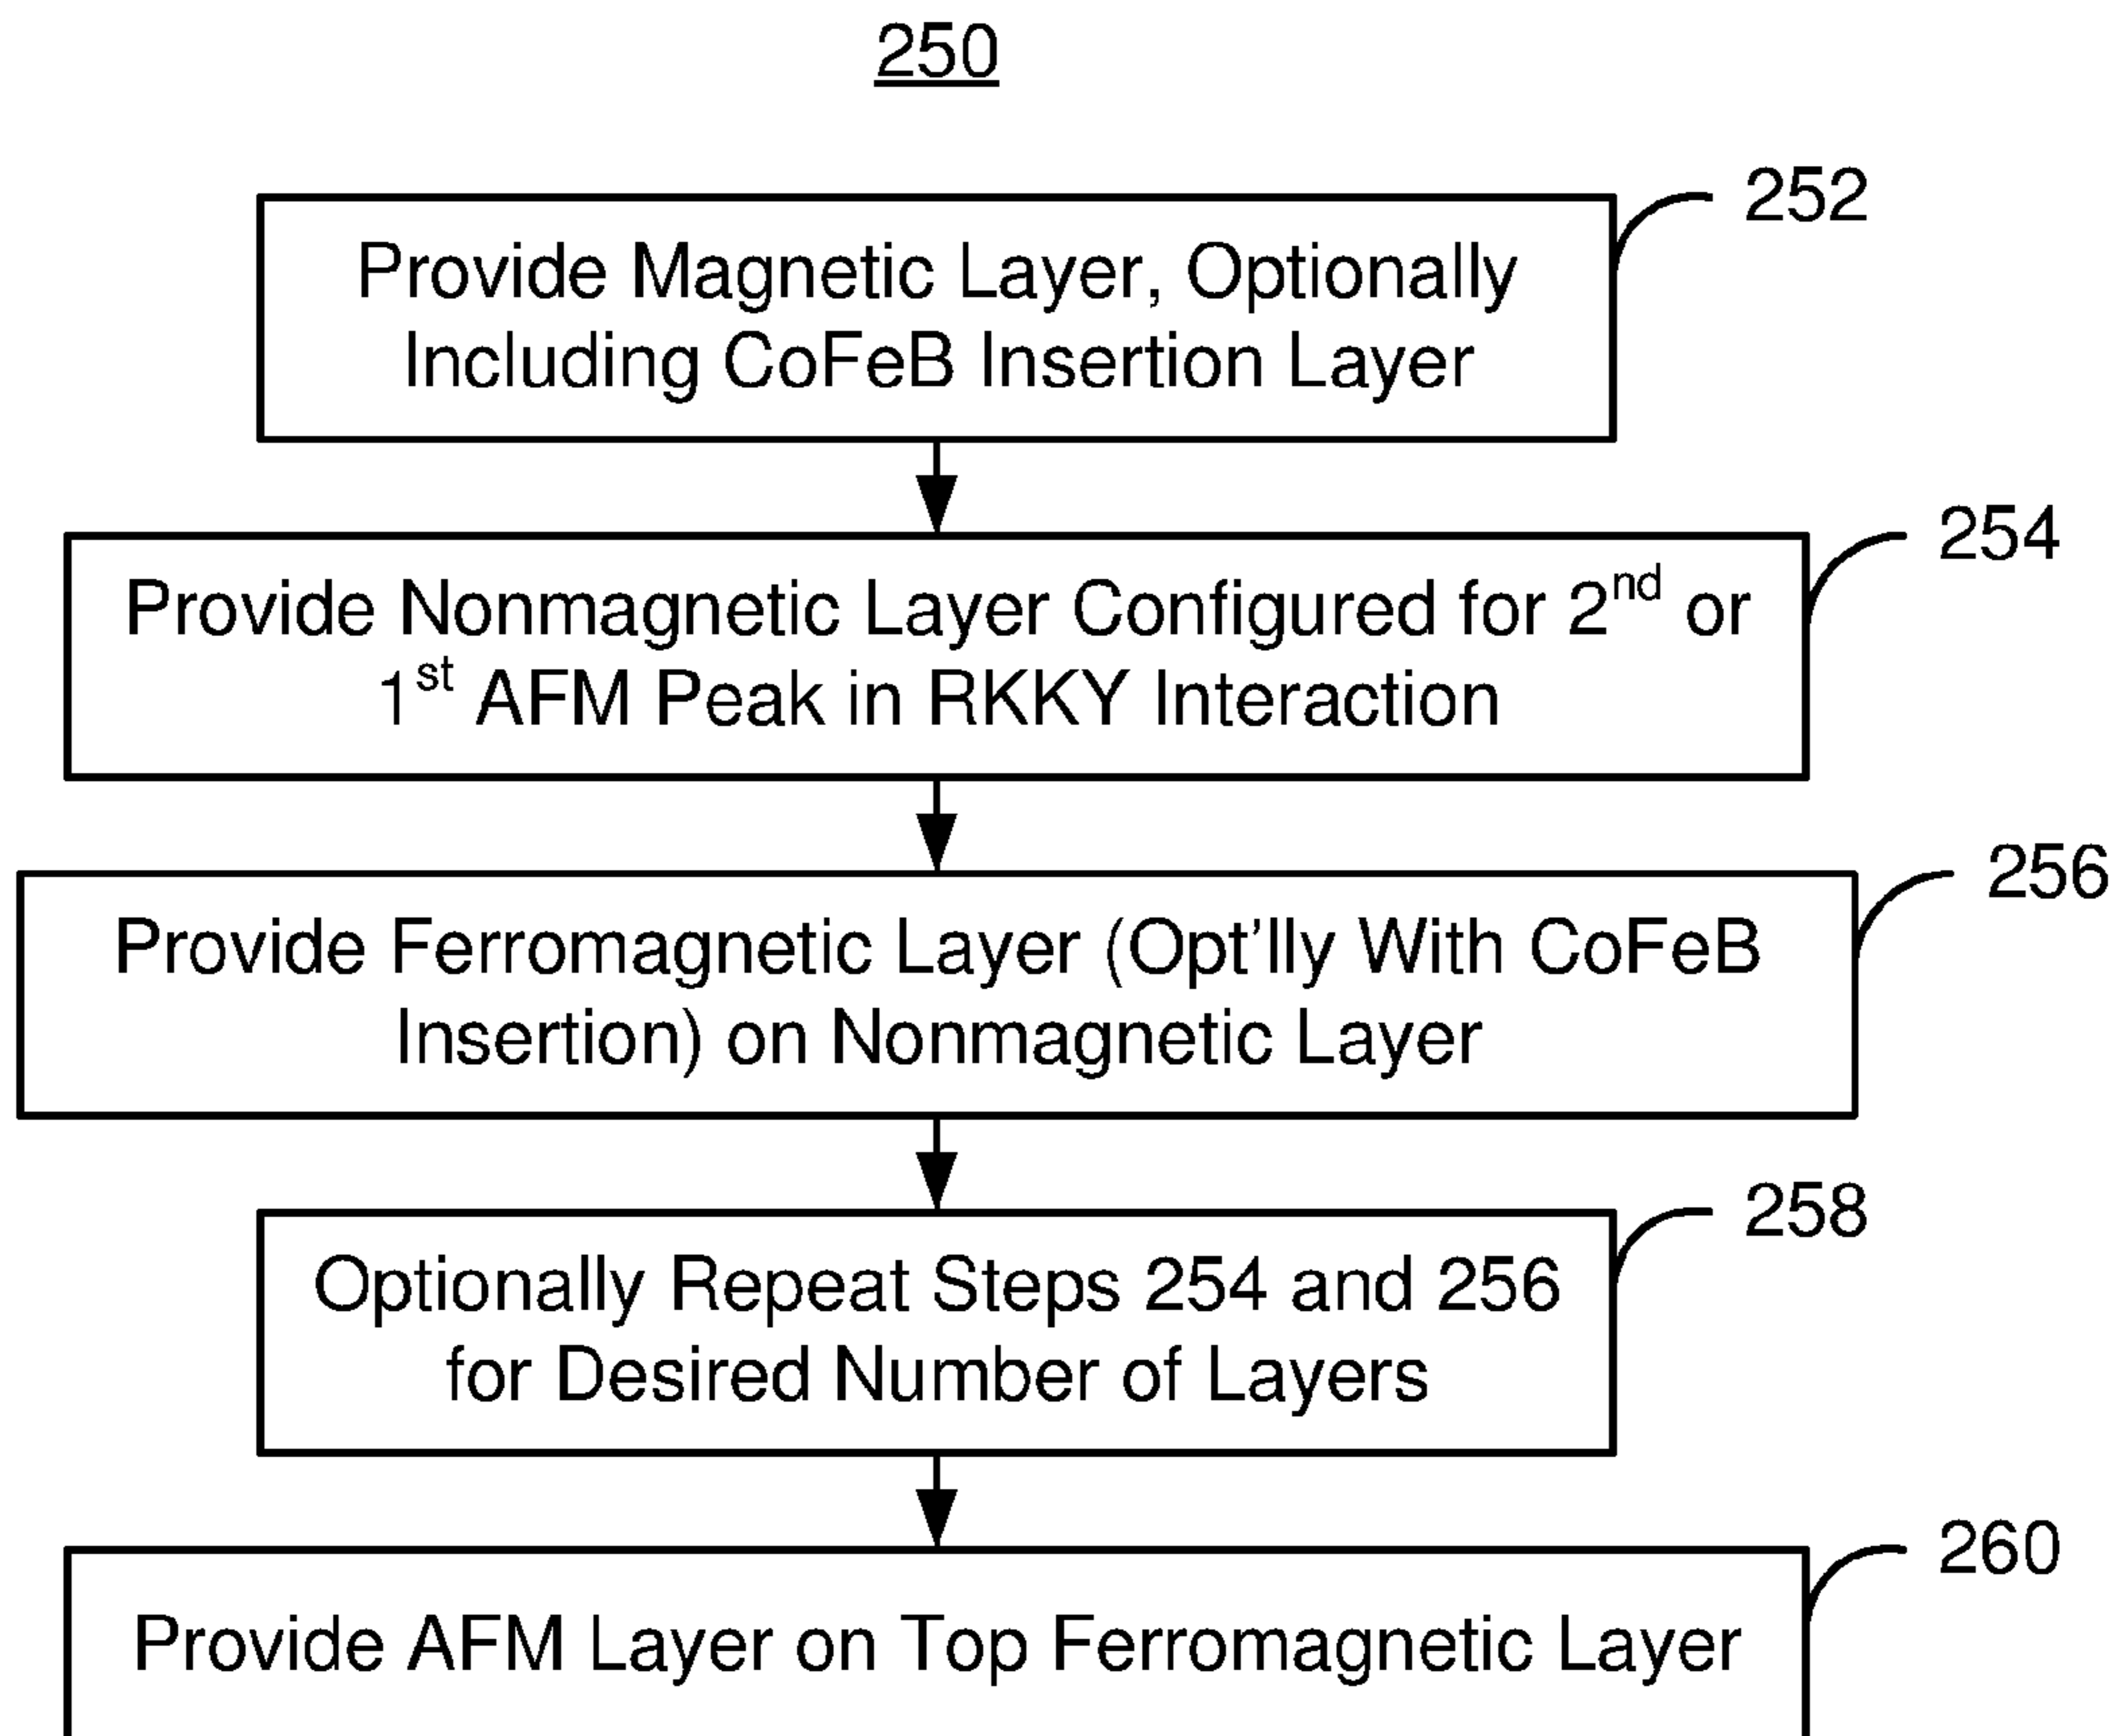 250
252
Provide Magnetic Layer, Optionally
Including CoFeB Insertion Layer
254
Provide Nonmagnetic Layer Configured for 2nd or
1st AFM Peak in RKKY Interaction
256
Provide Ferromagnetic Layer (Opt’lly With CoFeB
Insertion) on Nonmagnetic Layer
258
Optionally Repeat Steps 254 and 256
for Desired Number of Layers
260
Provide AFM Layer on Top Ferromagnetic Layer